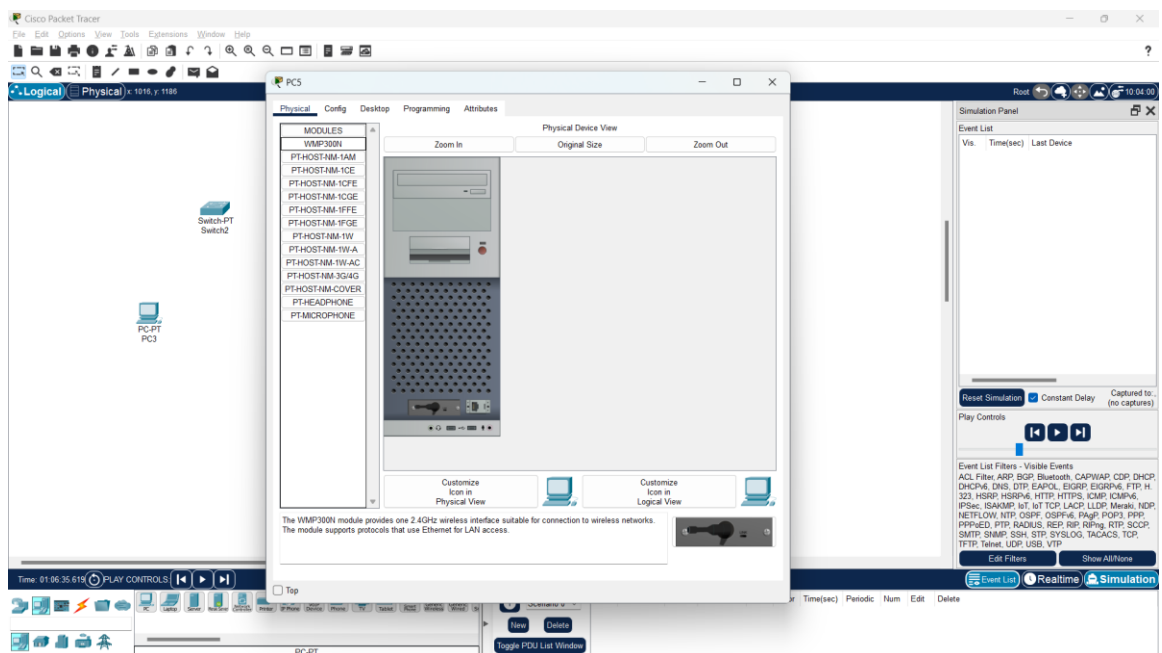 Cisco Packet Tracer
File Edit Options View Tools Extensions Window Help
?
Logical Physical x: 1016, y: 1186
Root 10:04:00
PC5
Physical Config Desktop Programming Attributes
MODULES
WMP300N
PT-HOST-NM-1AM
PT-HOST-NM-1CE
PT-HOST-NM-1CFE
PT-HOST-NM-1CGE
PT-HOST-NM-1FFE
PT-HOST-NM-1FGE
PT-HOST-NM-1W
PT-HOST-NM-1W-A
PT-HOST-NM-1W-AC
PT-HOST-NM-3G/4G
PT-HOST-NM-COVER
PT-HEADPHONE
PT-MICROPHONE
Physical Device View
Zoom In Original Size Zoom Out
Customize
Icon in
Physical View
Customize
Icon in
Logical View
The WMP300N module provides one 2.4GHz wireless interface suitable for connection to wireless networks.
The module supports protocols that use Ethernet for LAN access.
Top
Switch-PT
Switch2
PC-PT
PC3
Simulation Panel
Event List
Vis. Time(sec) Last Device
Reset Simulation Constant Delay
Captured to:,
(no captures)
Play Controls
Event List Filters - Visible Events
ACL Filter, ARP, BGP, Bluetooth, CAPWAP, CDP, DHCP,
DHCPv6, DNS, DTP, EAPOL, EIGRP, EIGRPv6, FTP, H.
323, HSRP, HSRPv6, HTTP, HTTPS, ICMP, ICMPv6,
IPSec, ISAKMP, IoT, IoT TCP, LACP, LLDP, Meraki, NDP,
NETFLOW, NTP, OSPF, OSPFv6, PAgP, POP3, PPP,
PPPoED, PTP, RADIUS, REP, RIP, RIPng, RTP, SCCP,
SMTP, SNMP, SSH, STP, SYSLOG, TACACS, TCP,
TFTP, Telnet, UDP, USB, VTP
Edit Filters Show All/None
Time: 01:06:35.619 PLAY CONTROLS:
Event List Realtime Simulation
PC Laptop Server Printer IP Phone Phone TV Tablet
Scenario 0
Time(sec) Periodic Num Edit Delete
New Delete
Toggle PDU List Window
PC-PT